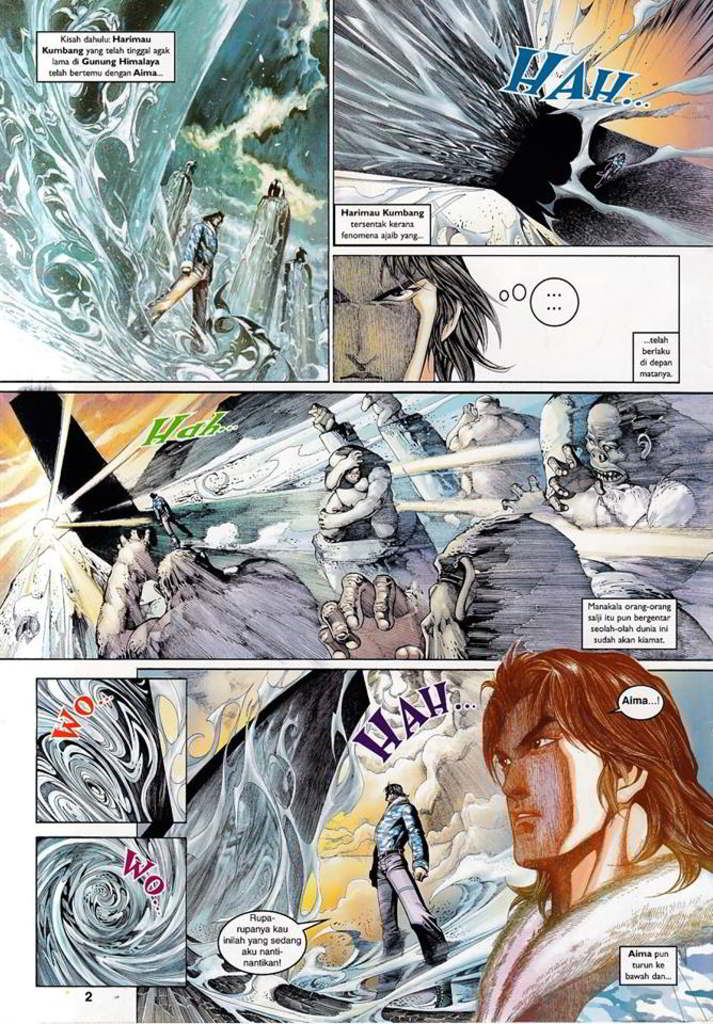 Kisah dahulu: Harimau
Kumbang yang telah tinggal agak
lama di Gunung Himalaya
telah bertemu dengan Aima...
HAH...
Harimau Kumbang
tersentak kerana
fenomena ajaib yang...
...
...
...telah
berlaku
di depan
matanya.
Hah...
Manakala orang-orang
salji itu pun bergentar
seolah-olah dunia ini
sudah akan kiamat.
WO...
WO...
HAH...
Aima...!
Rupa-
rupanya kau
inilah yang sedang
aku nanti-
nantikan!
Aima pun
turun ke
bawah dan...
2